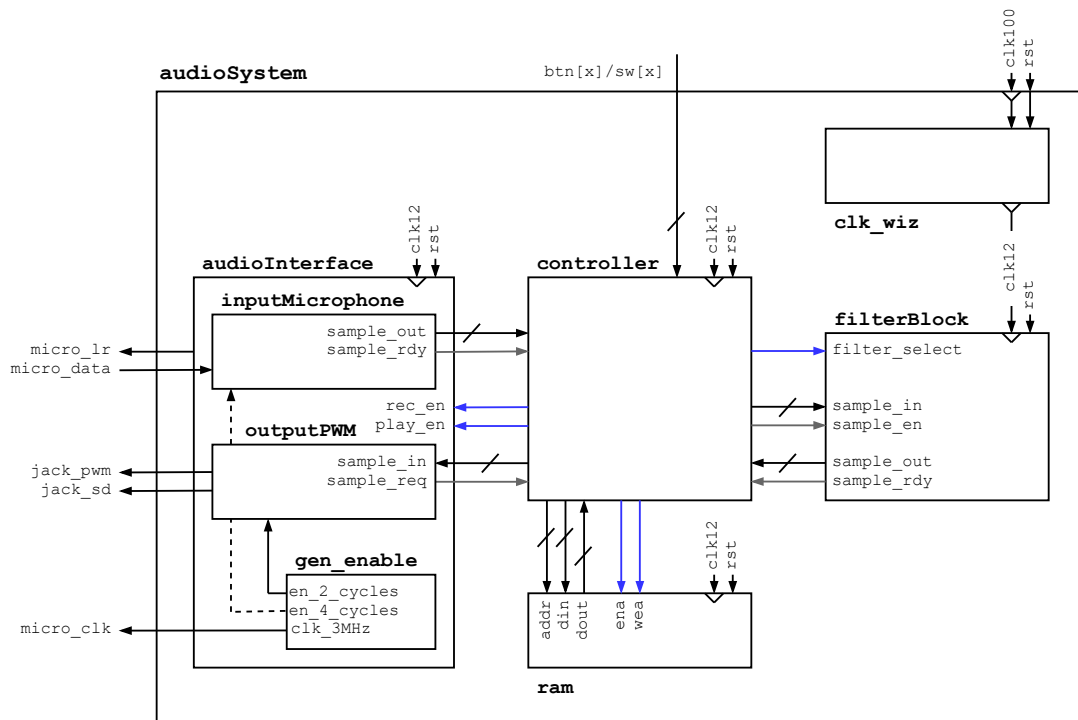 clk100
rst
audioSystem
btn[x]/sw[x]
clk_wiz
clk12
rst
clk12
rst
clk12
rst
audioInterface
controller
filterBlock
inputMicrophone
sample_out
sample_rdy
micro_lr
micro_data
filter_select
rec_en
play_en
sample_in
sample_en
outputPWM
sample_in
sample_req
sample_out
sample_rdy
jack_pwm
jack_sd
gen_enable
en_2_cycles
en_4_cycles
clk_3MHz
micro_clk
clk12
rst
addr
din
dout
ena
wea
ram